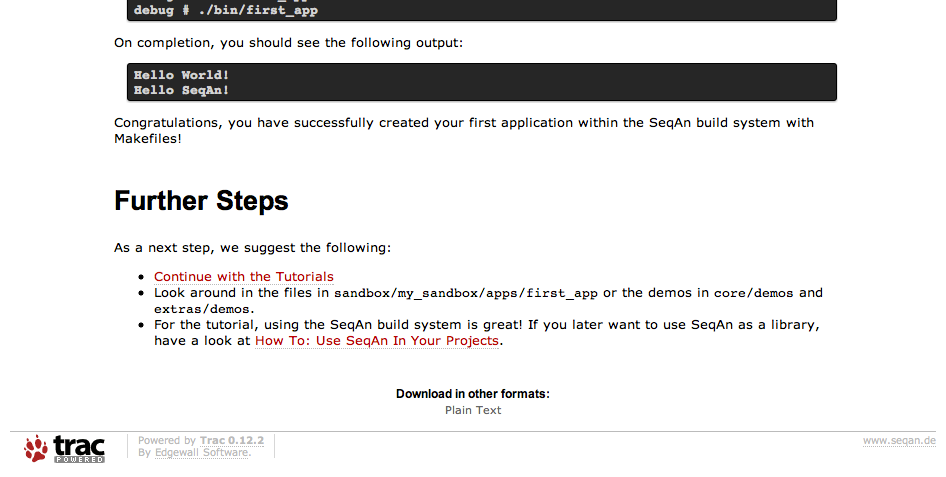 debug # ./bin/first_app
On completion, you should see the following output:
Hello World!
Hello SeqAn!
Congratulations, you have successfully created your first application within the SeqAn build system with
Makefiles!
Further Steps
As a next step, we suggest the following:
• Continue with the Tutorials
• Look around in the files in sandbox/my_sandbox/apps/first_app or the demos in core/demos and
extras/demos.
• For the tutorial, using the SeqAn build system is great! If you later want to use SeqAn as a library,
have a look at How To: Use SeqAn In Your Projects.
Download in other formats:
Plain Text
trac
POWERED
Powered by Trac 0.12.2
By Edgewall Software.
www.seqan.de